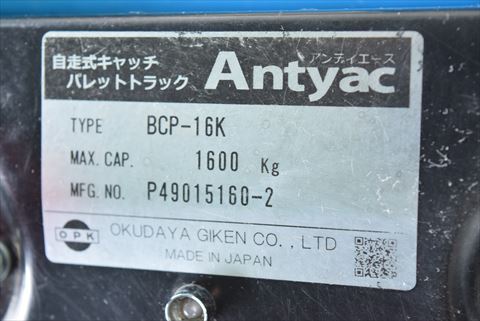 自走式キャッチ
パレットトラック
アンティエース
Antyac
TYPE BCP-16K
MAX. CAP. 1600 Kg
MFG. NO. P49015160-2
OPK OKUDAYA GIKEN CO., LTD
MADE IN JAPAN